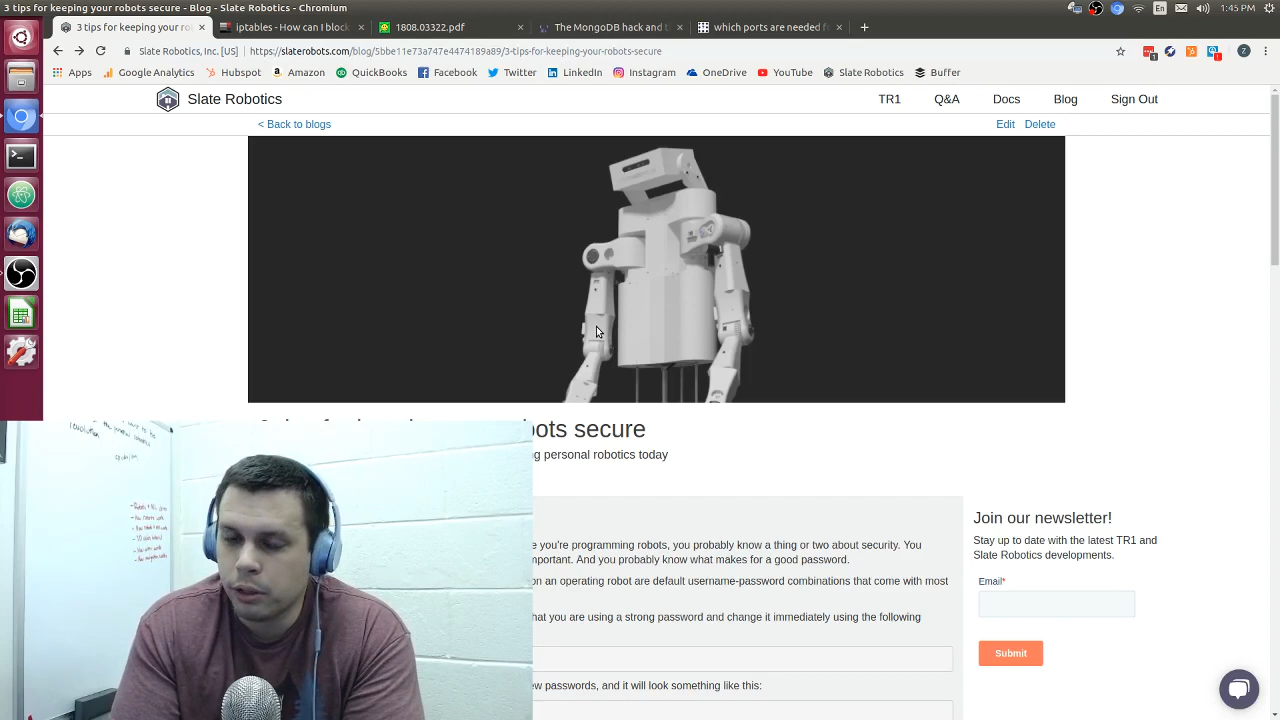 3 tips for keeping your robots secure - Blog - Slate Robotics - Chromium
En
1:45 PM
3 tips for keeping your rob
iptables - How can I block
1808.03322.pdf
The MongoDB hack and t
which ports are needed f
Slate Robotics, Inc. [US]
https://slaterobots.com/blog/5bbe11e73a747e4474189a89/3-tips-for-keeping-your-robots-secure
Apps
Google Analytics
Hubspot
Amazon
QuickBooks
Facebook
Twitter
LinkedIn
Instagram
OneDrive
YouTube
Slate Robotics
Buffer
Slate Robotics
TR1
Q&A
Docs
Blog
Sign Out
< Back to blogs
Edit
Delete
bots secure
ng personal robotics today
revolution
e you're programming robots, you probably know a thing or two about security. You
mportant. And you probably know what makes for a good password.
on an operating robot are default username-password combinations that come with most
hat you are using a strong password and change it immediately using the following
ew passwords, and it will look something like this:
Join our newsletter!
Stay up to date with the latest TR1 and
Slate Robotics developments.
Email*
Submit